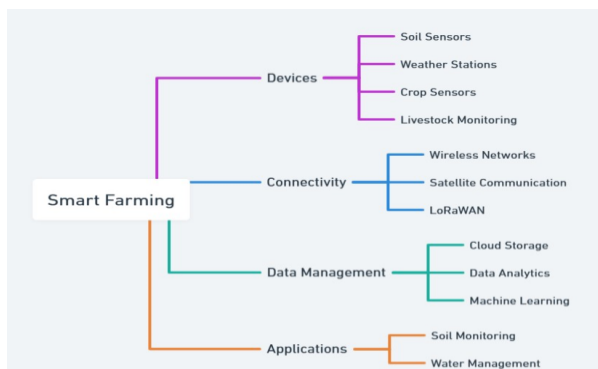 Smart Farming
Devices
Soil Sensors
Weather Stations
Crop Sensors
Livestock Monitoring
Connectivity
Wireless Networks
Satellite Communication
LoRaWAN
Data Management
Cloud Storage
Data Analytics
Machine Learning
Applications
Soil Monitoring
Water Management